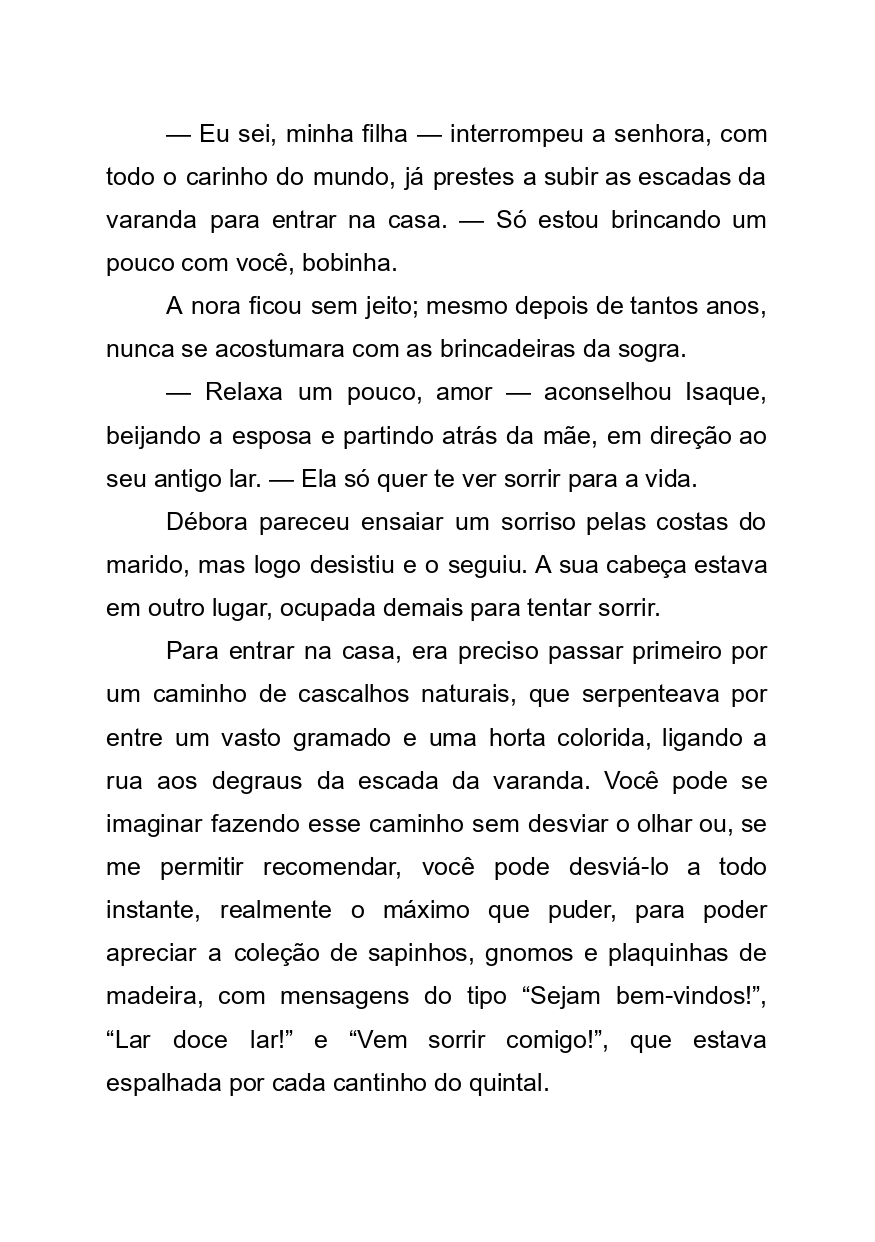 — Eu sei, minha filha — interrompeu a senhora, com
todo o carinho do mundo, já prestes a subir as escadas da
varanda para entrar na casa. — Só estou brincando um
pouco com você, bobinha.
A nora ficou sem jeito; mesmo depois de tantos anos,
nunca se acostumara com as brincadeiras da sogra.
— Relaxa um pouco, amor — aconselhou Isaque,
beijando a esposa e partindo atrás da mãe, em direção ao
seu antigo lar. — Ela só quer te ver sorrir para a vida.
Débora pareceu ensaiar um sorriso pelas costas do
marido, mas logo desistiu e o seguiu. A sua cabeça estava
em outro lugar, ocupada demais para tentar sorrir.
Para entrar na casa, era preciso passar primeiro por
um caminho de cascalhos naturais, que serpenteava por
entre um vasto gramado e uma horta colorida, ligando a
rua aos degraus da escada da varanda. Você pode se
imaginar fazendo esse caminho sem desviar o olhar ou, se
me permitir recomendar, você pode desviá-lo a todo
instante, realmente o máximo que puder, para poder
apreciar a coleção de sapinhos, gnomos e plaquinhas de
madeira, com mensagens do tipo “Sejam bem-vindos!”,
“Lar doce lar!” e “Vem sorrir comigo!”, que estava
espalhada por cada cantinho do quintal.